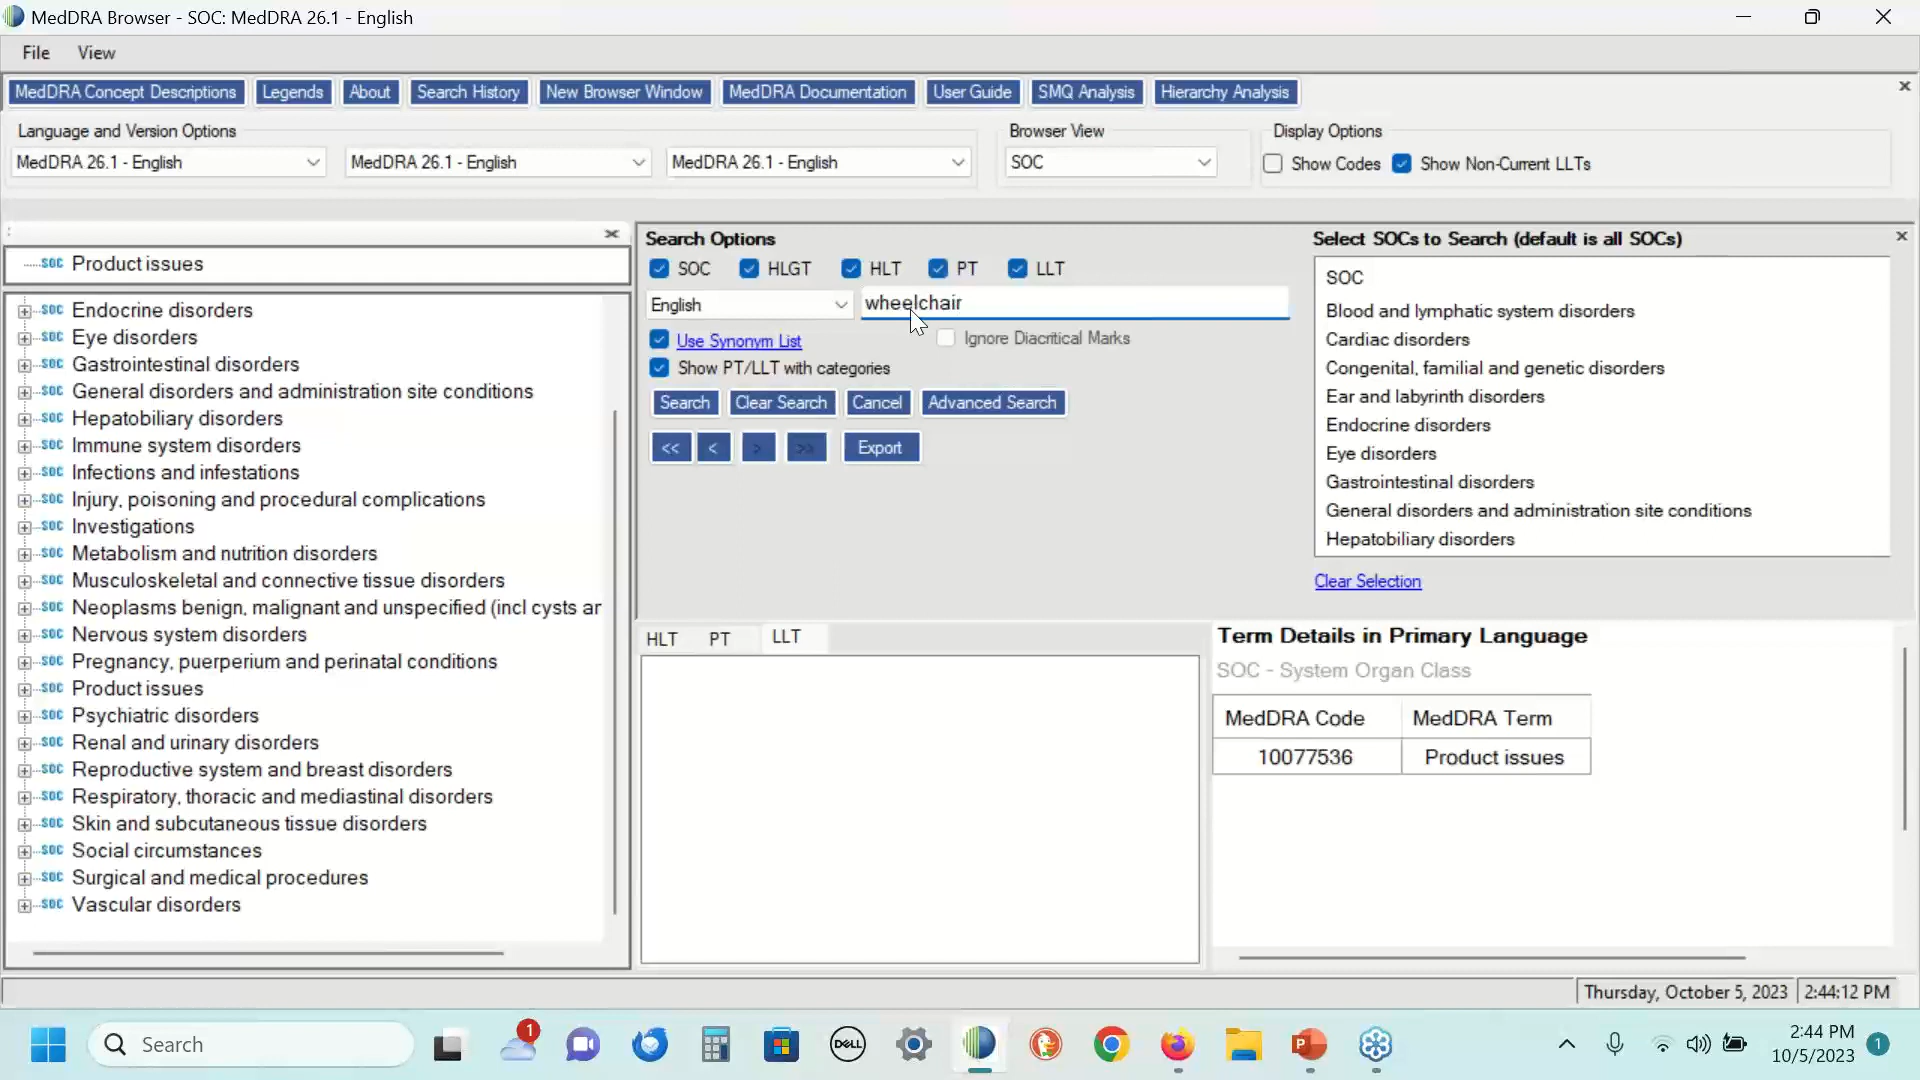 MedDRA Browser - SOC: MedDRA 26.1 - English
File View
MedDRA Concept Descriptions Legends About Search History New Browser Window MedDRA Documentation User Guide SMQ Analysis Hierarchy Analysis
Language and Version Options Browser View Display Options
MedDRA 26.1 - English MedDRA 26.1 - English MedDRA 26.1 - English SOC Show Codes Show Non-Current LLTs
SOC Product issues
SOC Endocrine disorders
SOC Eye disorders
SOC Gastrointestinal disorders
SOC General disorders and administration site conditions
SOC Hepatobiliary disorders
SOC Immune system disorders
SOC Infections and infestations
SOC Injury, poisoning and procedural complications
SOC Investigations
SOC Metabolism and nutrition disorders
SOC Musculoskeletal and connective tissue disorders
SOC Neoplasms benign, malignant and unspecified (incl cysts ar
SOC Nervous system disorders
SOC Pregnancy, puerperium and perinatal conditions
SOC Product issues
SOC Psychiatric disorders
SOC Renal and urinary disorders
SOC Reproductive system and breast disorders
SOC Respiratory, thoracic and mediastinal disorders
SOC Skin and subcutaneous tissue disorders
SOC Social circumstances
SOC Surgical and medical procedures
SOC Vascular disorders
Search Options
SOC HLGT HLT PT LLT
English wheelchair
Use Synonym List Ignore Diacritical Marks
Show PT/LLT with categories
Search Clear Search Cancel Advanced Search
<< < > >> Export
Select SOCs to Search (default is all SOCs)
SOC
Blood and lymphatic system disorders
Cardiac disorders
Congenital, familial and genetic disorders
Ear and labyrinth disorders
Endocrine disorders
Eye disorders
Gastrointestinal disorders
General disorders and administration site conditions
Hepatobiliary disorders
Clear Selection
HLT PT LLT
Term Details in Primary Language
SOC - System Organ Class
MedDRA Code MedDRA Term
10077536 Product issues
Thursday, October 5, 2023 2:44:12 PM
Search
1
DELL
2:44 PM
10/5/2023
1